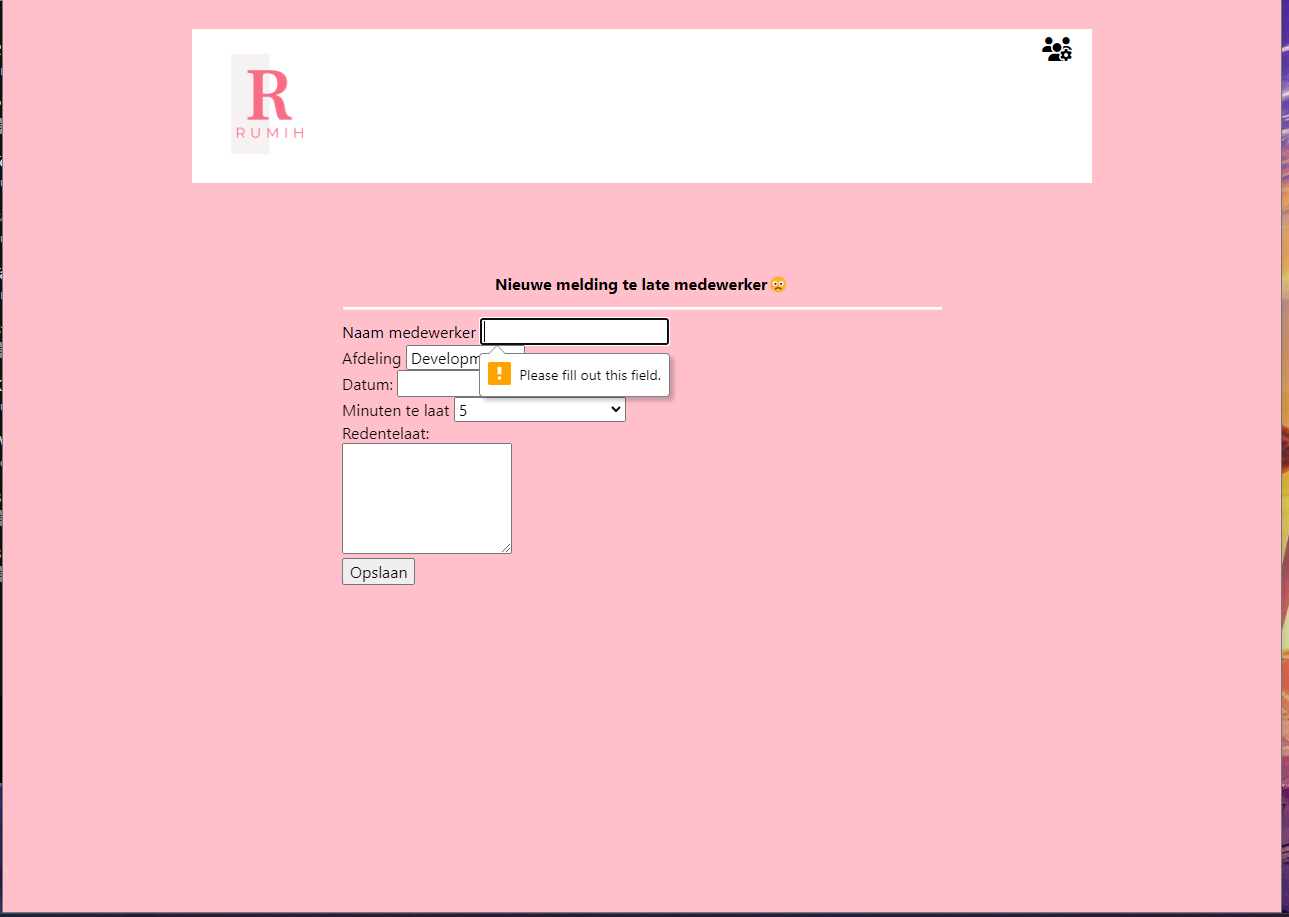 R
RUMIH
Nieuwe melding te late medewerker
Naam medewerker
Afdeling Developm
Please fill out this field.
Datum:
Minuten te laat 5
Redentelaat:
Opslaan